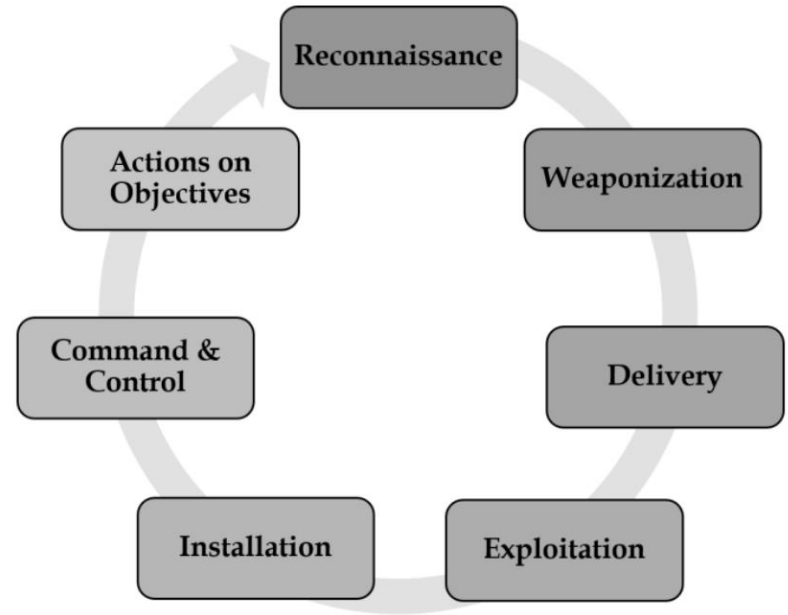 Reconnaissance
Weaponization
Delivery
Exploitation
Installation
Command &
Control
Actions on
Objectives